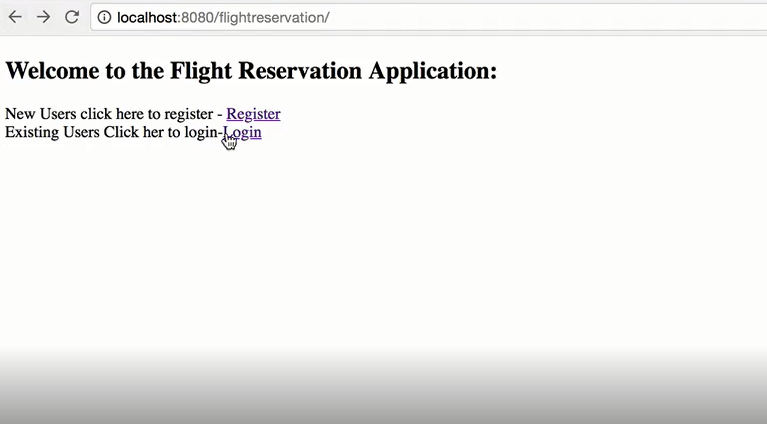 localhost:8080/flightreservation/
Welcome to the Flight Reservation Application:
New Users click here to register - Register
Existing Users Click her to login-Login